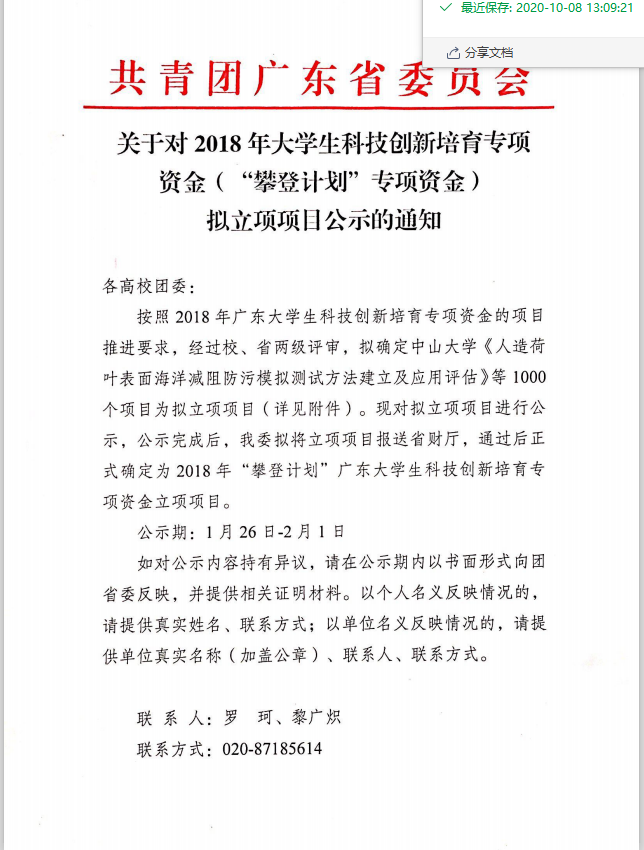 最近保存: 2020-10-08 13:09:21
分享文档
共青团广东省委员会
关于对 2018 年大学生科技创新培育专项
资金（“攀登计划”专项资金）
拟立项项目公示的通知
各高校团委：
按照 2018 年广东大学生科技创新培育专项资金的项目
推进要求，经过校、省两级评审，拟确定中山大学《人造荷
叶表面海洋减阻防污模拟测试方法建立及应用评估》等 1000
个项目为拟立项项目（详见附件）。现对拟立项项目进行公
示，公示完成后，我委拟将立项项目报送省财厅，通过后正
式确定为 2018 年“攀登计划”广东大学生科技创新培育专
项资金立项项目。
公示期：1 月 26 日-2 月 1 日
如对公示内容持有异议，请在公示期内以书面形式向团
省委反映，并提供相关证明材料。以个人名义反映情况的，
请提供真实姓名、联系方式；以单位名义反映情况的，请提
供单位真实名称（加盖公章）、联系人、联系方式。
联 系 人：罗　珂、黎广炽
联系方式：020-87185614